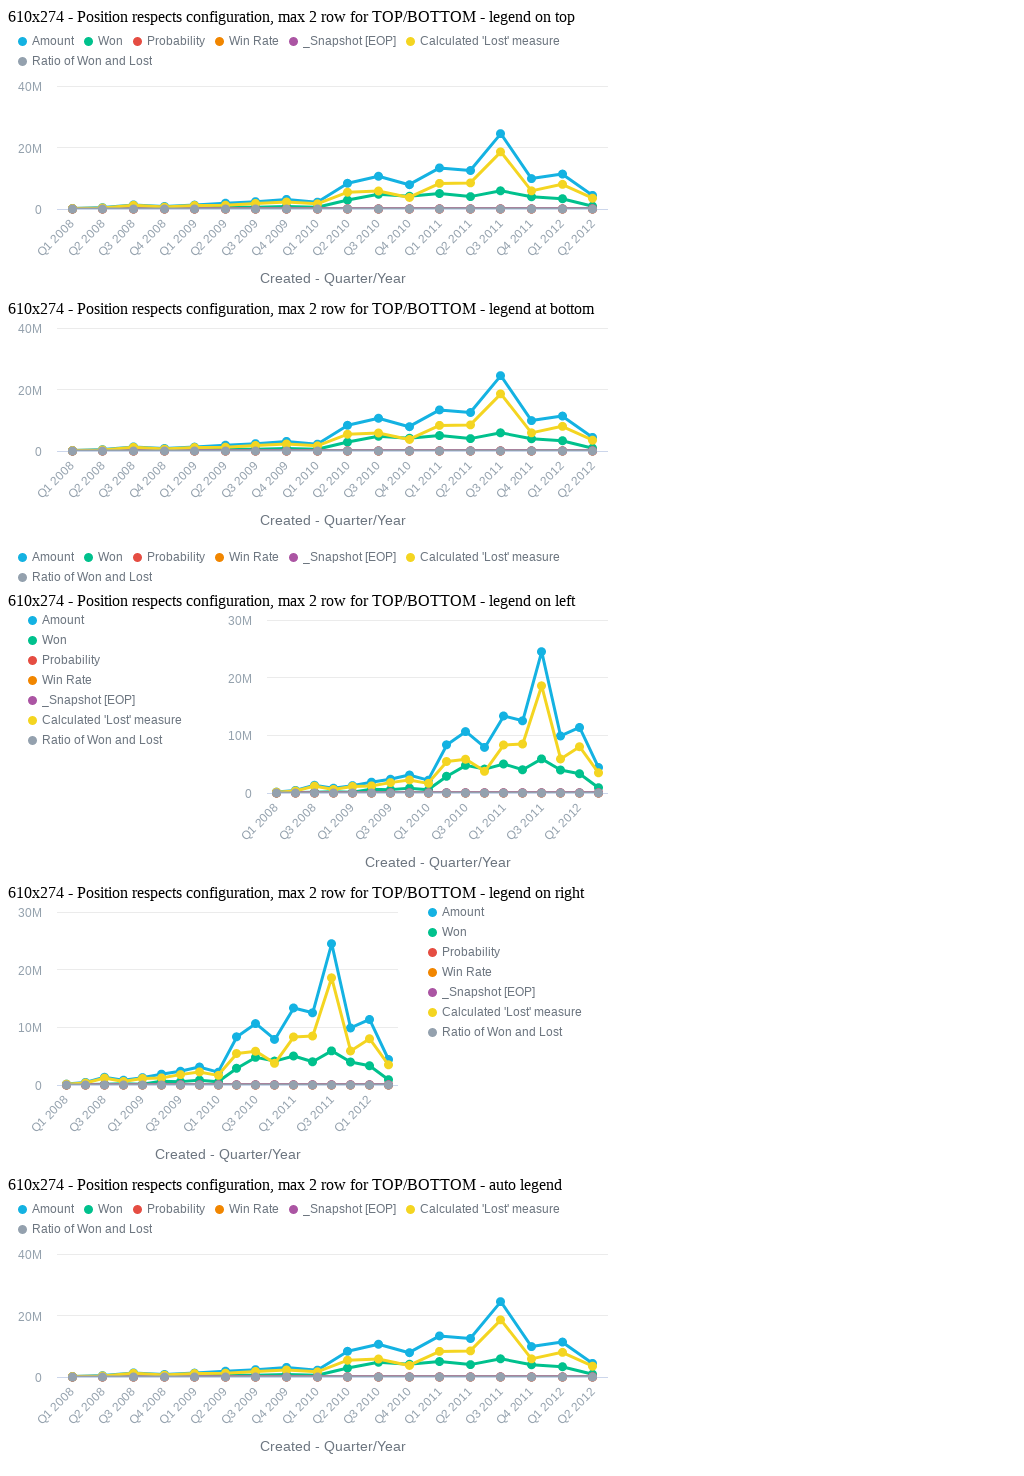 610x274 - Position respects configuration, max 2 row for TOP/BOTTOM - legend on top
Amount Won Probability Win Rate _Snapshot [EOP] Calculated 'Lost' measure
Ratio of Won and Lost
40M
20M
0
Q1 2008 Q2 2008 Q3 2008 Q4 2008 Q1 2009 Q2 2009 Q3 2009 Q4 2009 Q1 2010 Q2 2010 Q3 2010 Q4 2010 Q1 2011 Q2 2011 Q3 2011 Q4 2011 Q1 2012 Q2 2012
Created - Quarter/Year
610x274 - Position respects configuration, max 2 row for TOP/BOTTOM - legend at bottom
40M
20M
0
Q1 2008 Q2 2008 Q3 2008 Q4 2008 Q1 2009 Q2 2009 Q3 2009 Q4 2009 Q1 2010 Q2 2010 Q3 2010 Q4 2010 Q1 2011 Q2 2011 Q3 2011 Q4 2011 Q1 2012 Q2 2012
Created - Quarter/Year
Amount Won Probability Win Rate _Snapshot [EOP] Calculated 'Lost' measure
Ratio of Won and Lost
610x274 - Position respects configuration, max 2 row for TOP/BOTTOM - legend on left
Amount
Won
Probability
Win Rate
_Snapshot [EOP]
Calculated 'Lost' measure
Ratio of Won and Lost
30M
20M
10M
0
Q1 2008 Q3 2008 Q1 2009 Q3 2009 Q1 2010 Q3 2010 Q1 2011 Q3 2011 Q1 2012
Created - Quarter/Year
610x274 - Position respects configuration, max 2 row for TOP/BOTTOM - legend on right
30M
20M
10M
0
Q1 2008 Q3 2008 Q1 2009 Q3 2009 Q1 2010 Q3 2010 Q1 2011 Q3 2011 Q1 2012
Created - Quarter/Year
Amount
Won
Probability
Win Rate
_Snapshot [EOP]
Calculated 'Lost' measure
Ratio of Won and Lost
610x274 - Position respects configuration, max 2 row for TOP/BOTTOM - auto legend
Amount Won Probability Win Rate _Snapshot [EOP] Calculated 'Lost' measure
Ratio of Won and Lost
40M
20M
0
Q1 2008 Q2 2008 Q3 2008 Q4 2008 Q1 2009 Q2 2009 Q3 2009 Q4 2009 Q1 2010 Q2 2010 Q3 2010 Q4 2010 Q1 2011 Q2 2011 Q3 2011 Q4 2011 Q1 2012 Q2 2012
Created - Quarter/Year